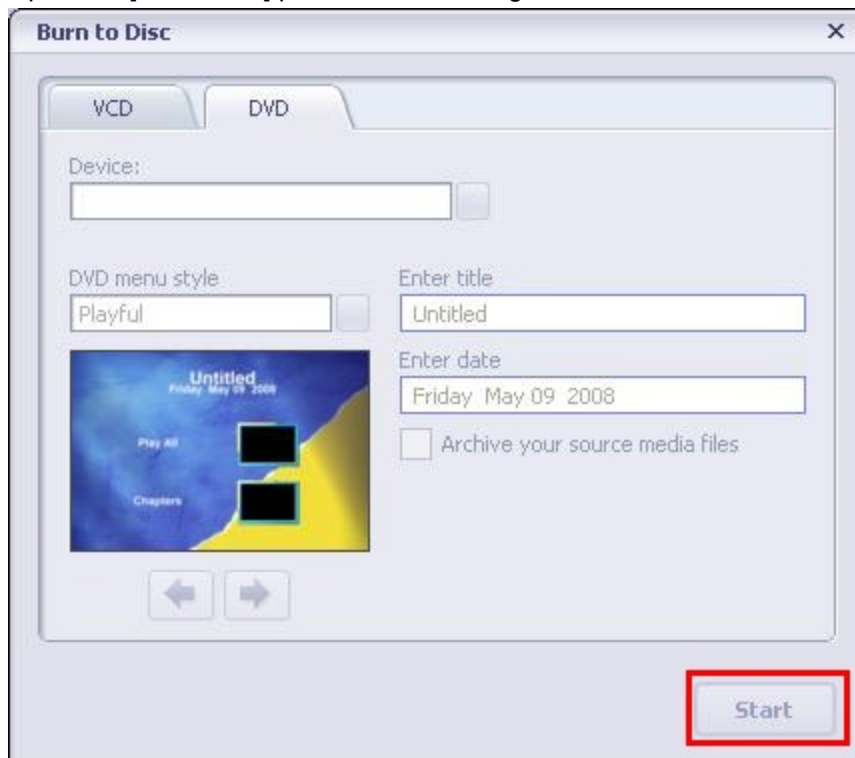 Burn to Disc
VCD
DVD
Device:
DVD menu style
Enter title
Playful
Untitled
Enter date
Friday May 09 2008
Untitled
Friday May 09 2008
Play All
Chapters
Archive your source media files
Start